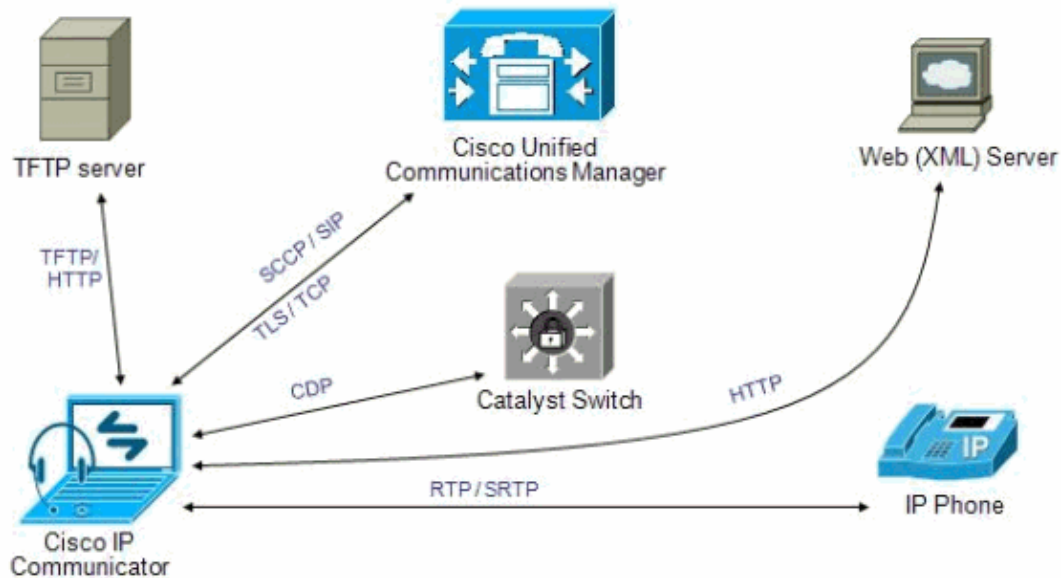 TFTP server
Cisco Unified
Communications Manager
Web (XML) Server
TFTP/
HTTP
SCCP / SIP
TLS / TCP
CDP
Catalyst Switch
HTTP
IP
RTP / SRTP
IP Phone
Cisco IP
Communicator